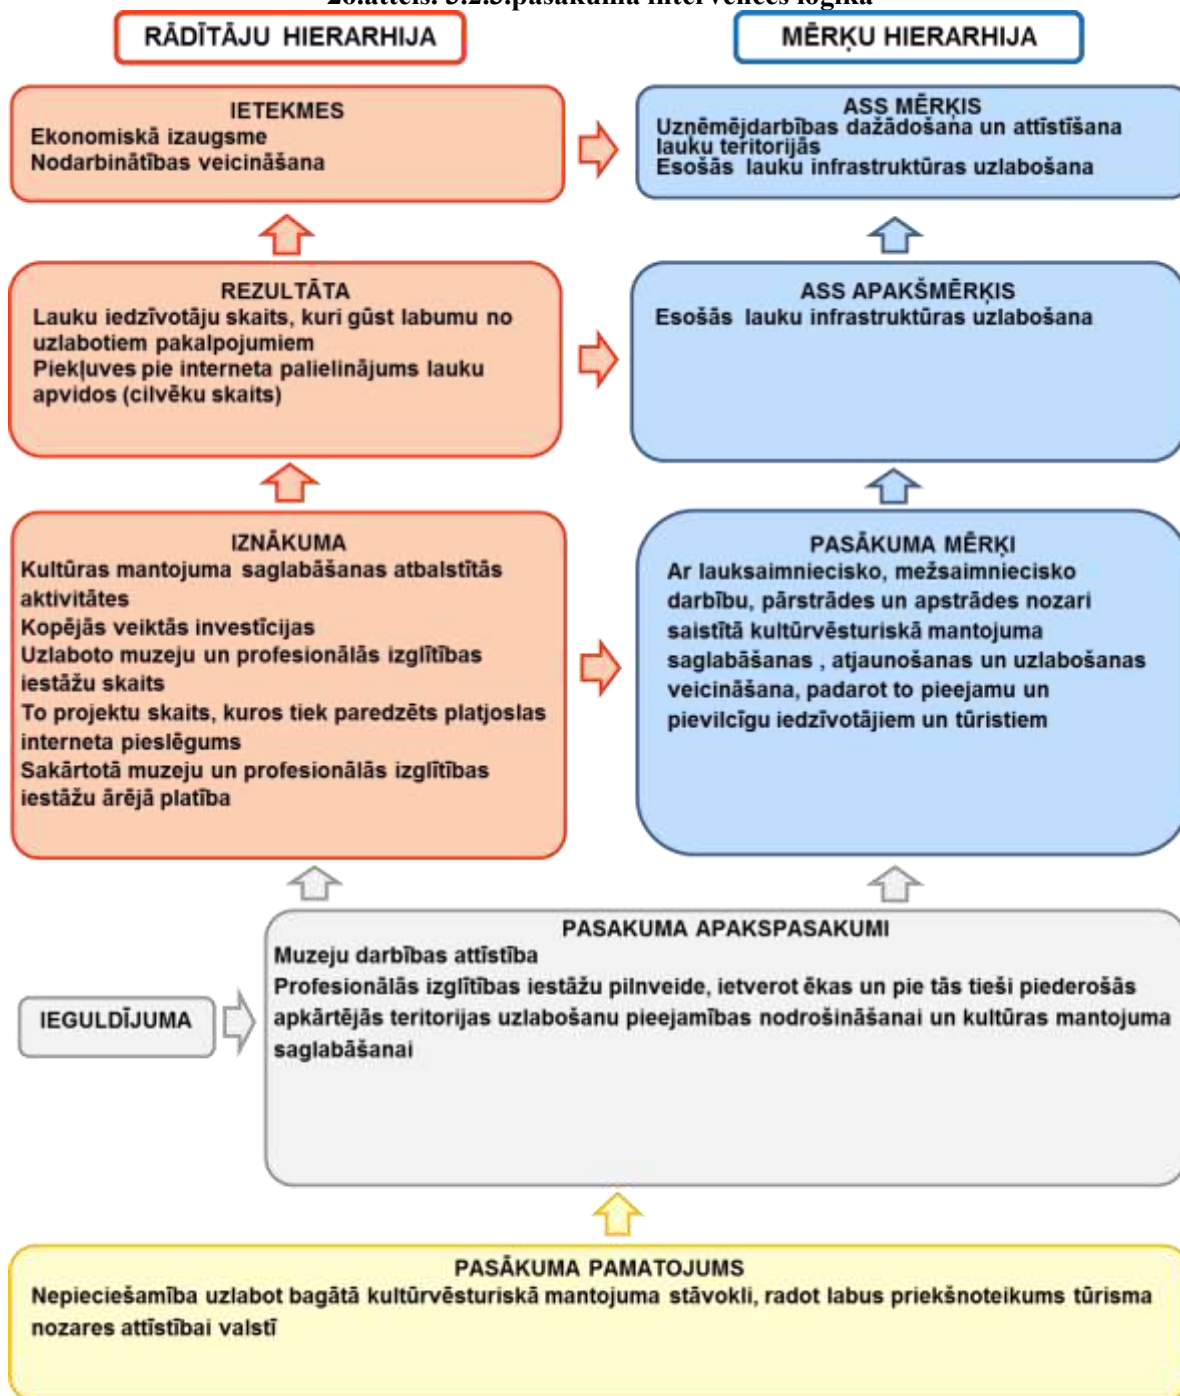 3.2.3.pasākuma intervences loģika
RĀDĪTĀJU HIERARHIJA
MĒRĶU HIERARHIJA
IETEKMES
Ekonomiskā izaugsme
Nodarbinātības veicināšana
ASS MĒRĶIS
Uzņēmējdarbības dažādošana un attīstīšana
lauku teritorijās
Esošās lauku infrastruktūras uzlabošana
REZULTĀTA
Lauku iedzīvotāju skaits, kuri gūst labumu no
uzlabotiem pakalpojumiem
Piekļuves pie interneta palielinājums lauku
apvidos (cilvēku skaits)
ASS APAKŠMĒRĶIS
Esošās lauku infrastruktūras uzlabošana
IZNĀKUMA
Kultūras mantojuma saglabāšanas atbalstītās
aktivitātes
Kopējās veiktās investīcijas
Uzlaboto muzeju un profesionālās izglītības
iestāžu skaits
To projektu skaits, kuros tiek paredzēts platjoslas
interneta pieslēgums
Sakārtotā muzeju un profesionālās izglītības
iestāžu ārējā platība
PASĀKUMA MĒRĶI
Ar lauksaimniecisko, mežsaimniecisko
darbību, pārstrādes un apstrādes nozari
saistītā kultūrvēsturiskā mantojuma
saglabāšanas , atjaunošanas un uzlabošanas
veicināšana, padarot to pieejamu un
pievilcīgu iedzīvotājiem un tūristiem
PASAKUMA APAKSPASAKUMI
Muzeju darbības attīstība
Profesionālās izglītības iestāžu pilnveide, ietverot ēkas un pie tās tieši piederošās
apkārtējās teritorijas uzlabošanu pieejamības nodrošināšanai un kultūras mantojuma
saglabāšanai
IEGULDĪJUMA
PASĀKUMA PAMATOJUMS
Nepieciešamība uzlabot bagātā kultūrvēsturiskā mantojuma stāvokli, radot labus priekšnoteikums tūrisma
nozares attīstībai valstī